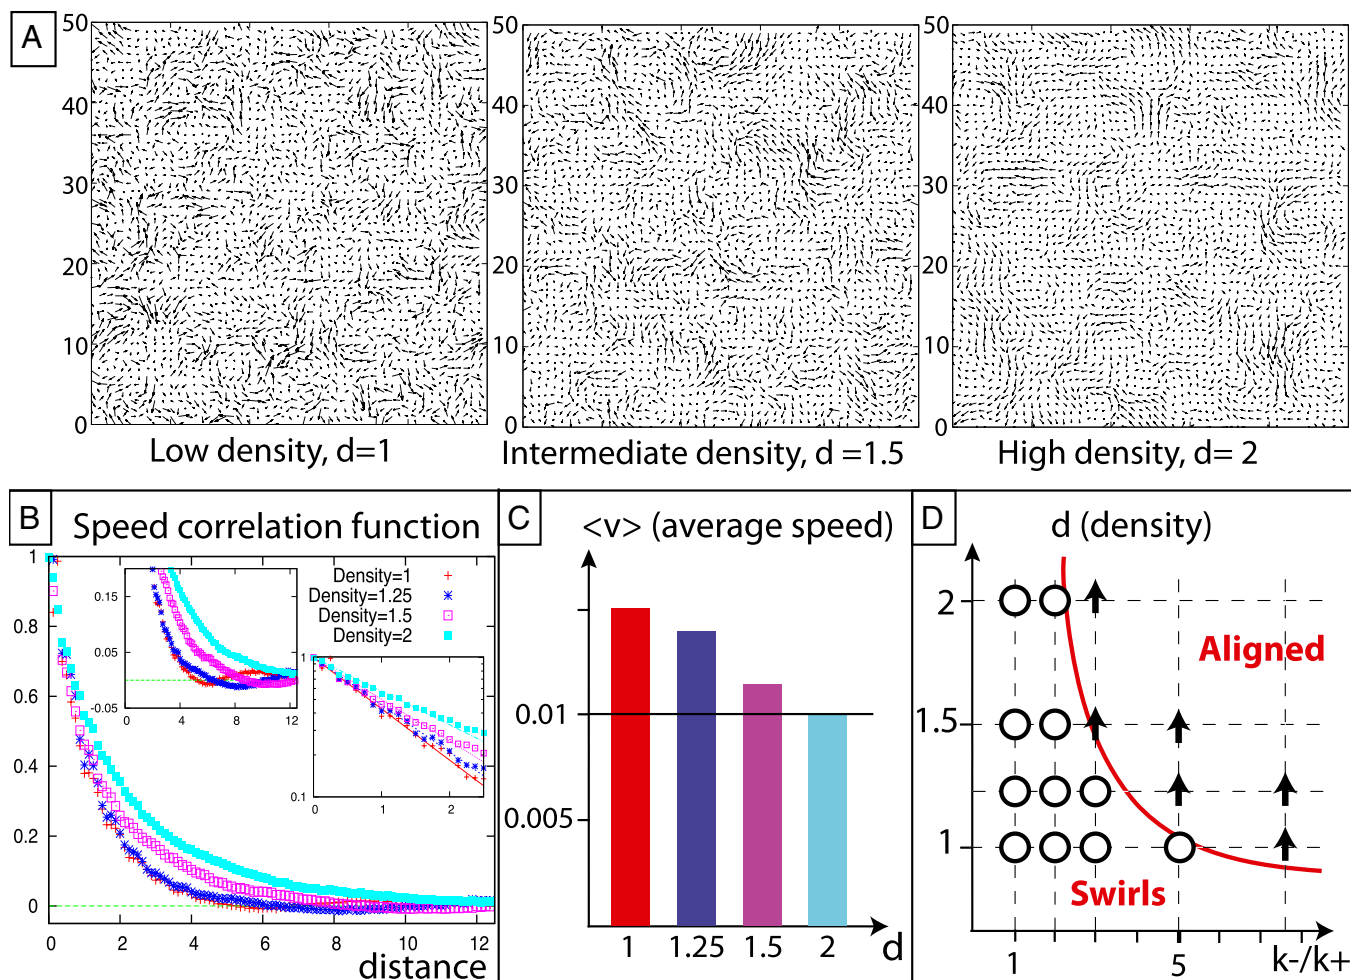 A
50
40
30
20
10
0
50
40
30
20
10
0
50
40
30
20
10
0
Low density, d=1
Intermediate density, d =1.5
High density, d= 2
B
Speed correlation function
1
0.8
0.6
0.4
0.2
0
0 2 4 6 8 10 12
distance
Density=1
Density=1.25
Density=1.5
Density=2
0.15
0.05
-0.05
0 4 8 12
1
0.1
0 1 2
C
<v> (average speed)
0.01
0.005
1 1.25 1.5 2 d
D
d (density)
2
1.5
1
Aligned
Swirls
1 5 k-/k+